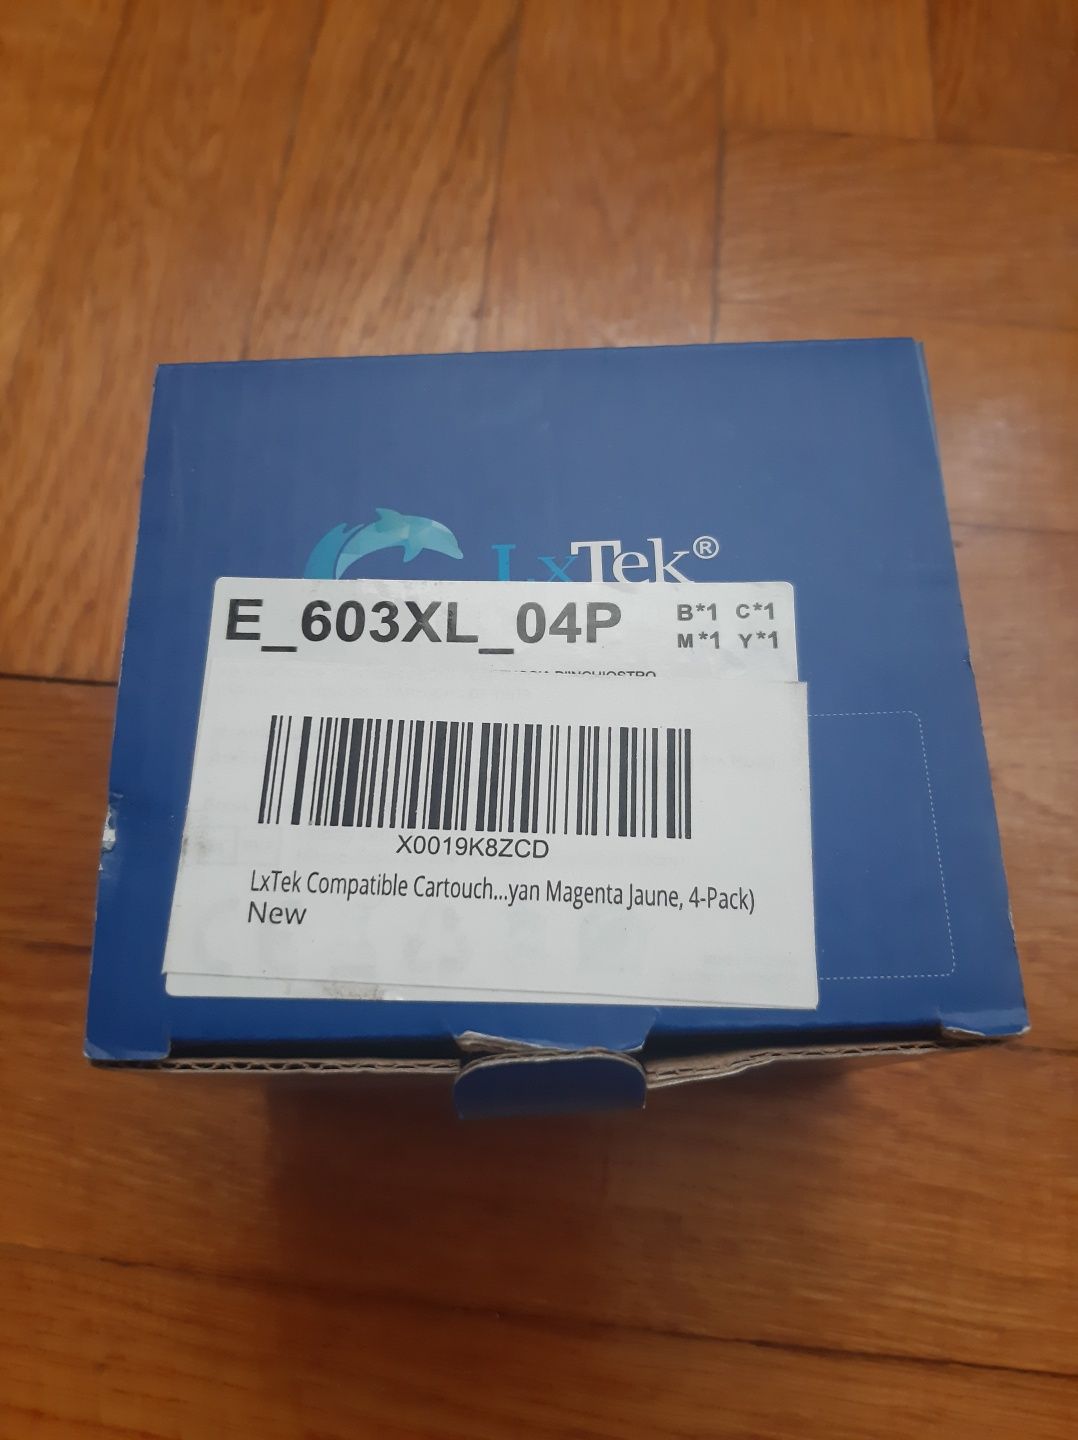 LxTek®
E_603XL_04P
B*1 C*1
M*1 Y*1
X0019K8ZCD
LxTek Compatible Cartouch...yan Magenta Jaune, 4-Pack)
New